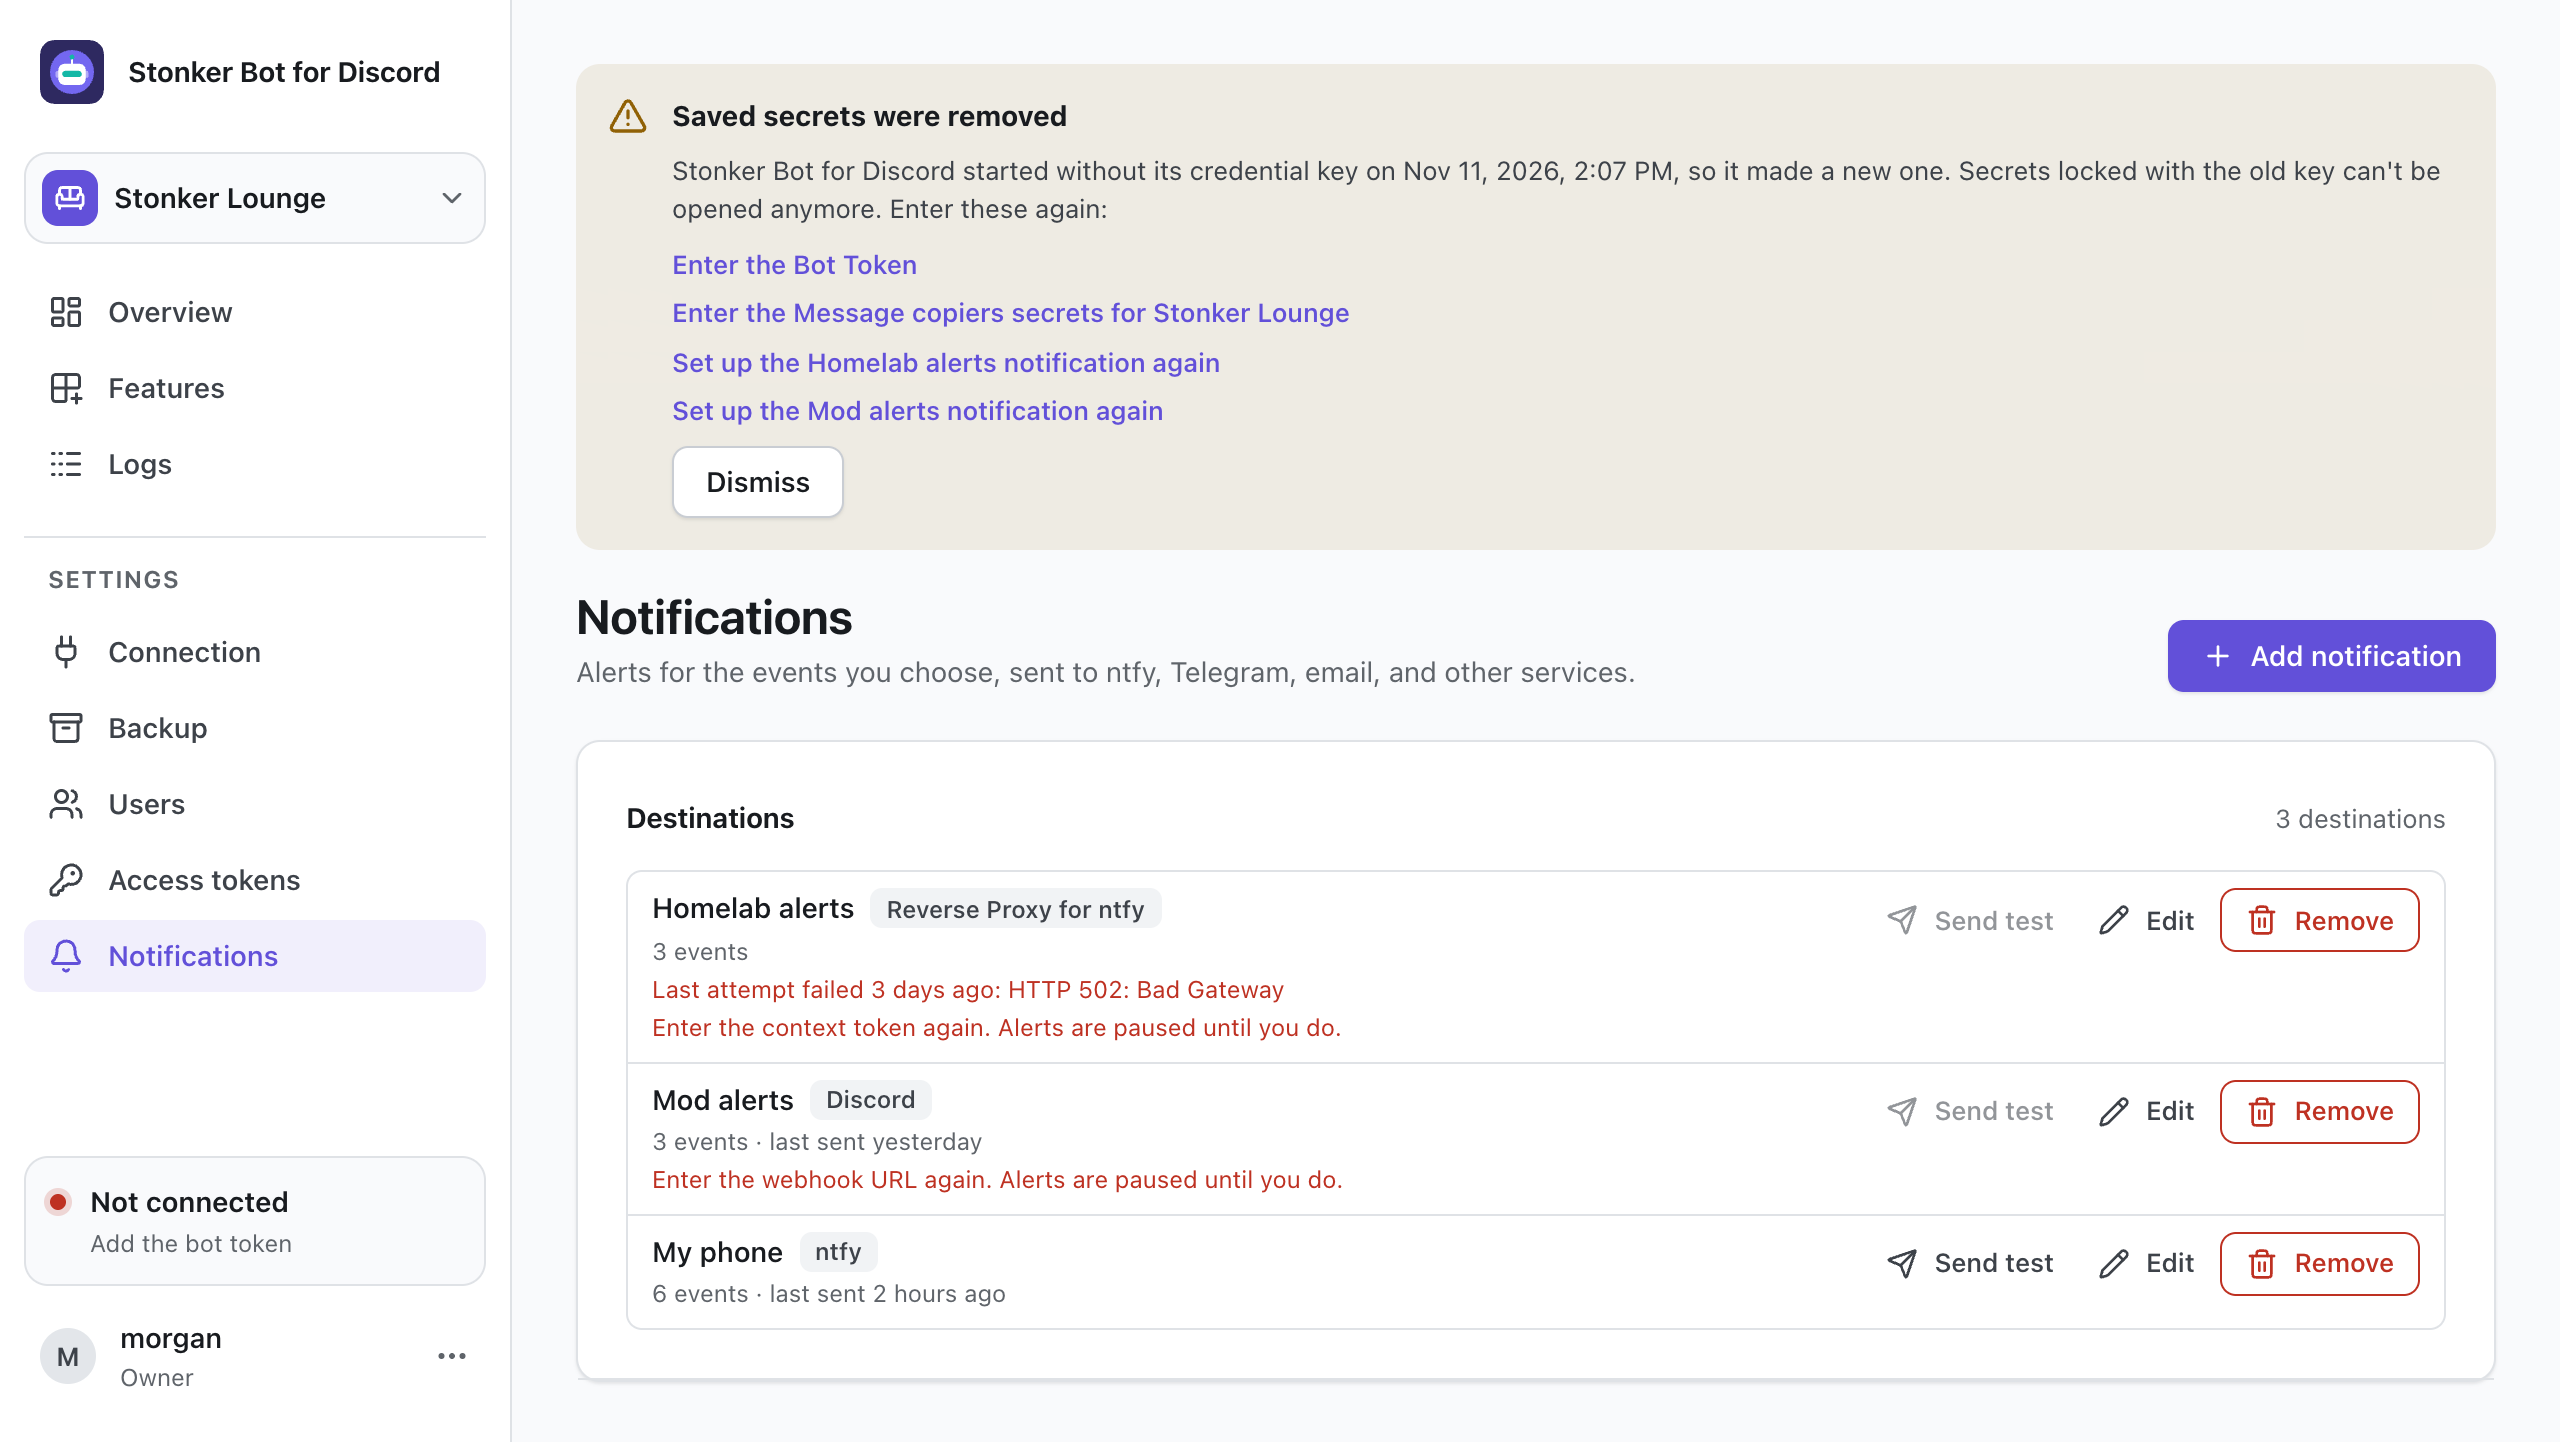 Stonker Bot for Discord
Stonker Lounge
Overview
Features
Logs
SETTINGS
Connection
Backup
Users
Access tokens
Notifications
Not connected
Add the bot token
M
morgan
Owner
Saved secrets were removed
Stonker Bot for Discord started without its credential key on Nov 11, 2026, 2:07 PM, so it made a new one. Secrets locked with the old key can't be
opened anymore. Enter these again:
Enter the Bot Token
Enter the Message copiers secrets for Stonker Lounge
Set up the Homelab alerts notification again
Set up the Mod alerts notification again
Dismiss
Notifications
Alerts for the events you choose, sent to ntfy, Telegram, email, and other services.
Add notification
Destinations
3 destinations
Homelab alerts Reverse Proxy for ntfy
Send test Edit Remove
3 events
Last attempt failed 3 days ago: HTTP 502: Bad Gateway
Enter the context token again. Alerts are paused until you do.
Mod alerts Discord
Send test Edit Remove
3 events · last sent yesterday
Enter the webhook URL again. Alerts are paused until you do.
My phone ntfy
Send test Edit Remove
6 events · last sent 2 hours ago